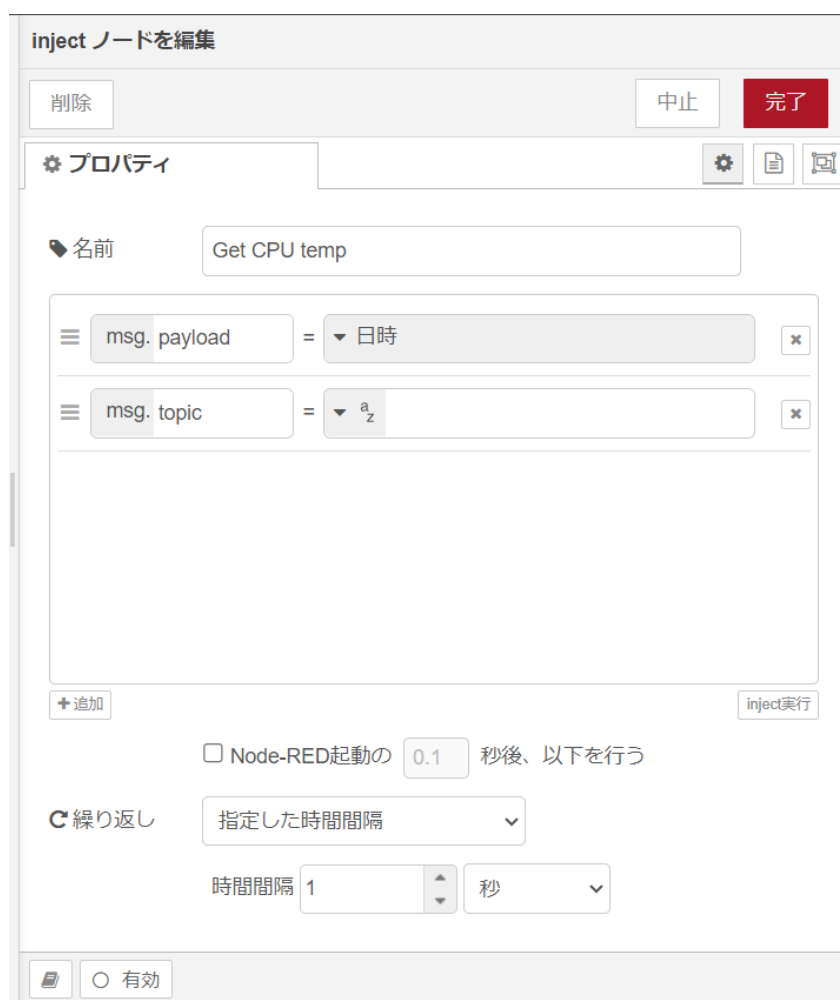 inject ノードを編集
削除 中止 完了
プロパティ
名前 Get CPU temp
msg. payload = 日時
msg. topic = az
追加 inject実行
Node-RED起動の 0.1 秒後、以下を行う
繰り返し 指定した時間間隔
時間間隔 1 秒
有効